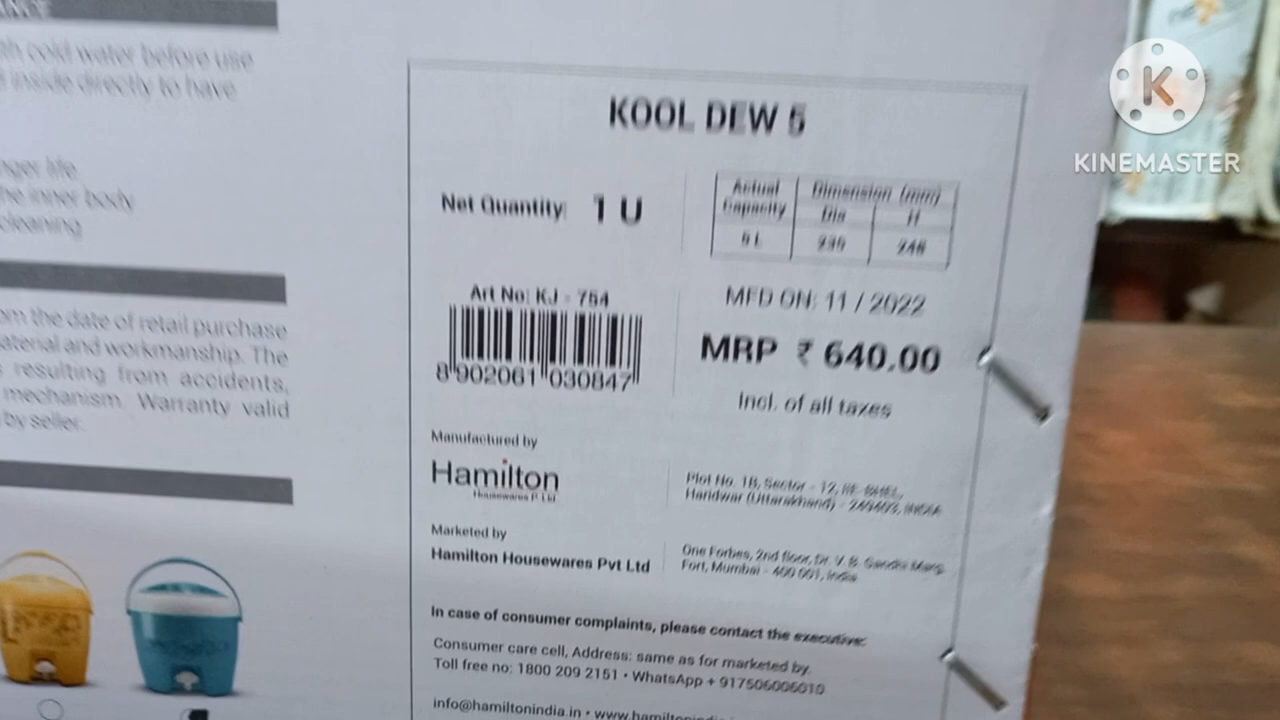 th cold water before use
inside directly to have
nger life
he inner body
cleaning
om the date of retail purchase
aterial and workmanship. The
resulting from accidents,
mechanism. Warranty valid
by seller.
KOOL DEW 5
Net Quantity: 1 U
Actual Capacity Dimension (mm)
Dia H
5 L
Art No: KJ - 754
8 902061 030847
MFD ON: 11 / 2022
MRP ₹ 640.00
Incl. of all taxes
Manufactured by
Hamilton
Housewares P. Ltd
Plot No. 1B, Sector - 12, IIE-BHEL,
Haridwar (Uttarakhand) - 249403, INDIA
Marketed by
Hamilton Housewares Pvt Ltd
One Forbes, 2nd floor, Dr. V. B. Gandhi Marg,
Fort, Mumbai - 400 001, India
In case of consumer complaints, please contact the executive:
Consumer care cell, Address: same as for marketed by.
Toll free no: 1800 209 2151 • WhatsApp + 917506006010
info@hamiltonindia.in •
K
KINEMASTER